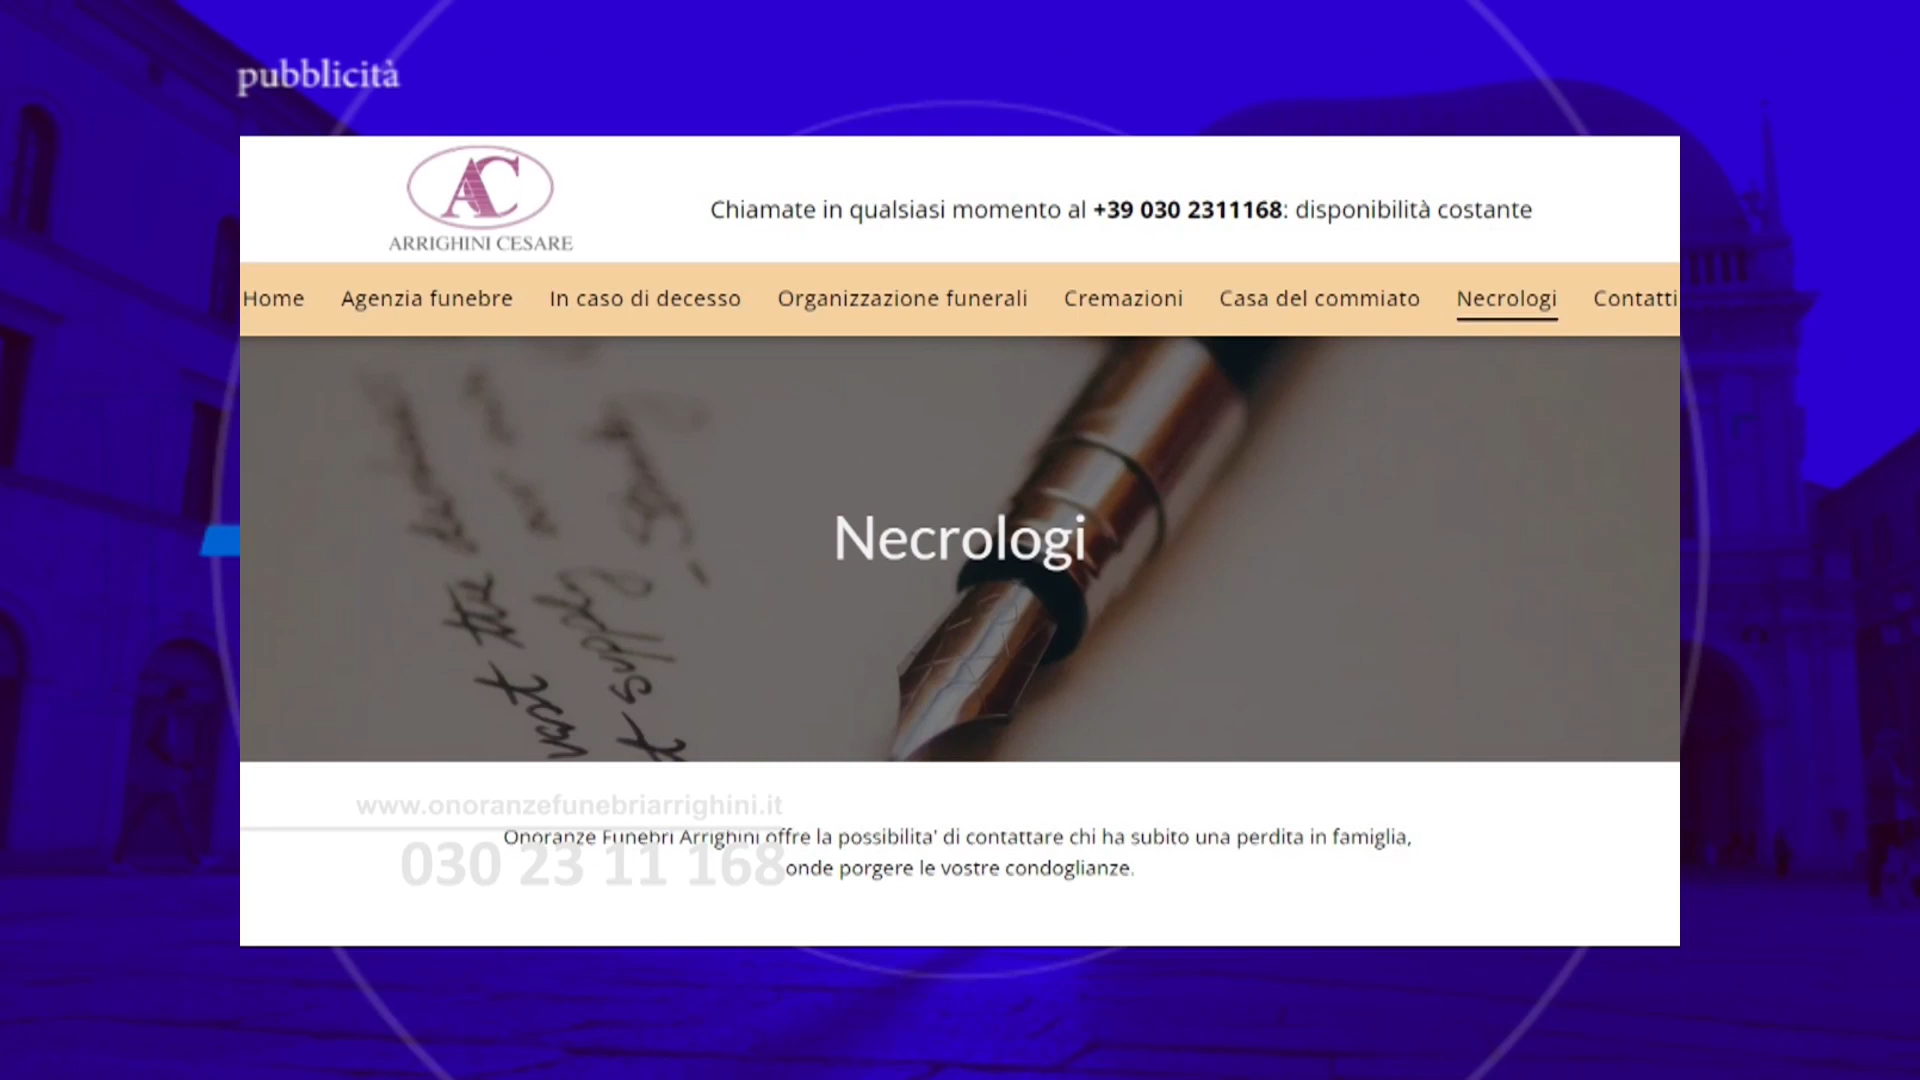 pubblicità
AC
ARRIGHINI CESARE
Chiamate in qualsiasi momento al +39 030 2311168: disponibilità costante
Home Agenzia funebre In caso di decesso Organizzazione funerali Cremazioni Casa del commiato Necrologi Contatti
Necrologi
www.onoranzefunebriarrighini.it
Onoranze Funebri Arrighini offre la possibilita' di contattare chi ha subito una perdita in famiglia,
030 23 11 168
onde porgere le vostre condoglianze.